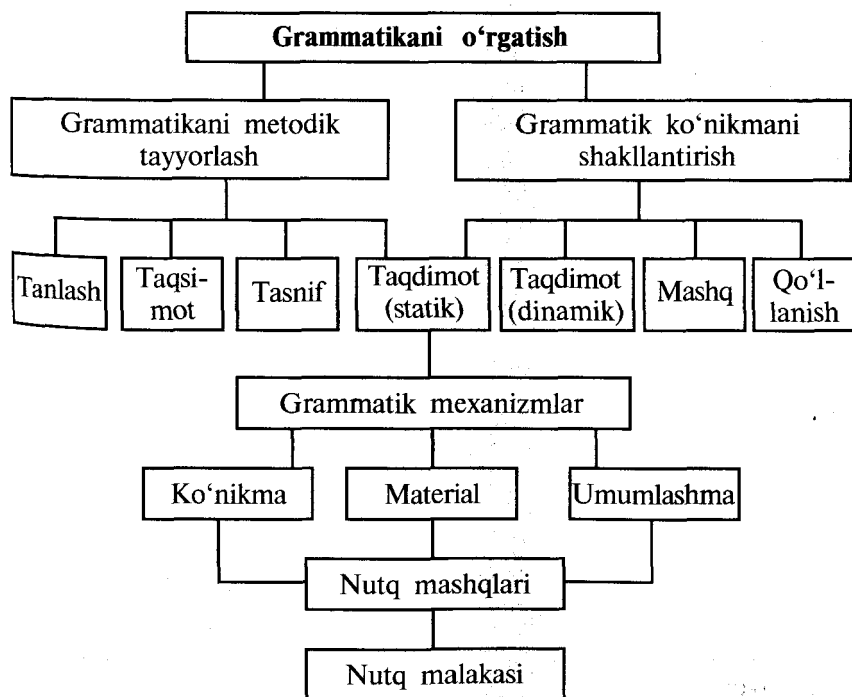 Grammatikani o‘rgatish
Grammatikani metodik
tayyorlash
Grammatik ko‘nikmani
shakllantirish
Tanlash
Taqsi-
mot
Tasnif
Taqdimot
(statik)
Taqdimot
(dinamik)
Mashq
Qo‘l-
lanish
Grammatik mexanizmlar
Ko‘nikma
Material
Umumlashma
Nutq mashqlari
Nutq malakasi